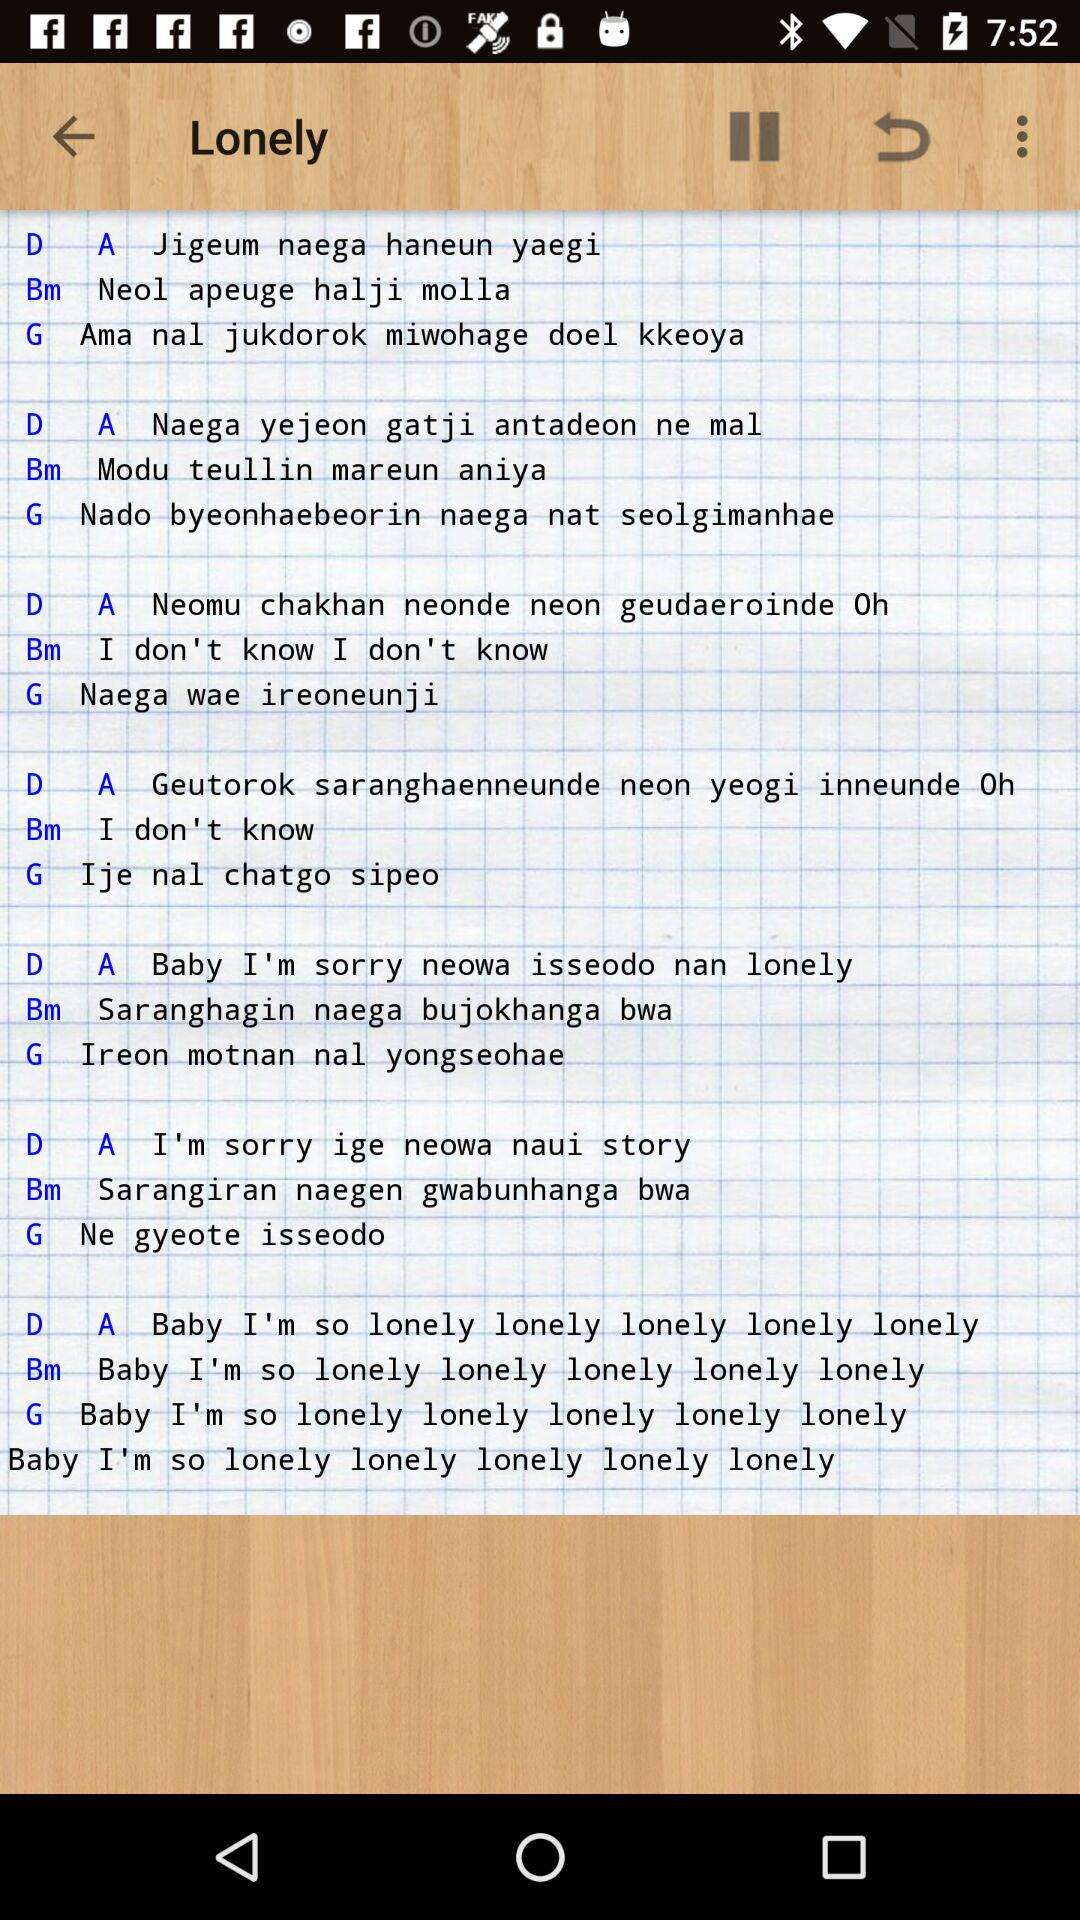 FAKE
7:52
Lonely
D A Jigeum naega haneun yaegi
Bm Neol apeuge halji molla
G Ama nal jukdorok miwohage doel kkeoya
D A Naega yejeon gatji antadeon ne mal
Bm Modu teullin mareun aniya
G Nado byeonhaebeorin naega nat seolgimanhae
D A Neomu chakhan neonde neon geudaeroinde Oh
Bm I don't know I don't know
G Naega wae ireoneunji
D A Geutorok saranghaenneunde neon yeogi inneunde Oh
Bm I don't know
G Ije nal chatgo sipeo
D A Baby I'm sorry neowa isseodo nan lonely
Bm Saranghagin naega bujokhanga bwa
G Ireon motnan nal yongseohae
D A I'm sorry ige neowa naui story
Bm Sarangiran naegen gwabunhanga bwa
G Ne gyeote isseodo
D A Baby I'm so lonely lonely lonely lonely lonely
Bm Baby I'm so lonely lonely lonely lonely lonely
G Baby I'm so lonely lonely lonely lonely lonely
Baby I'm so lonely lonely lonely lonely lonely